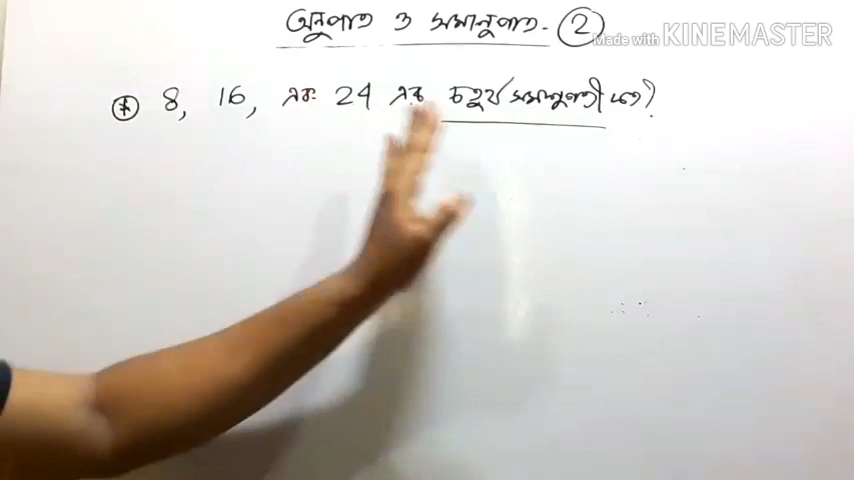 অনুপাত ও সমানুপাত - 2
Made with KINEMASTER
* 8, 16, এবং 24 এর চতুর্থ সমানুপাতী কত?